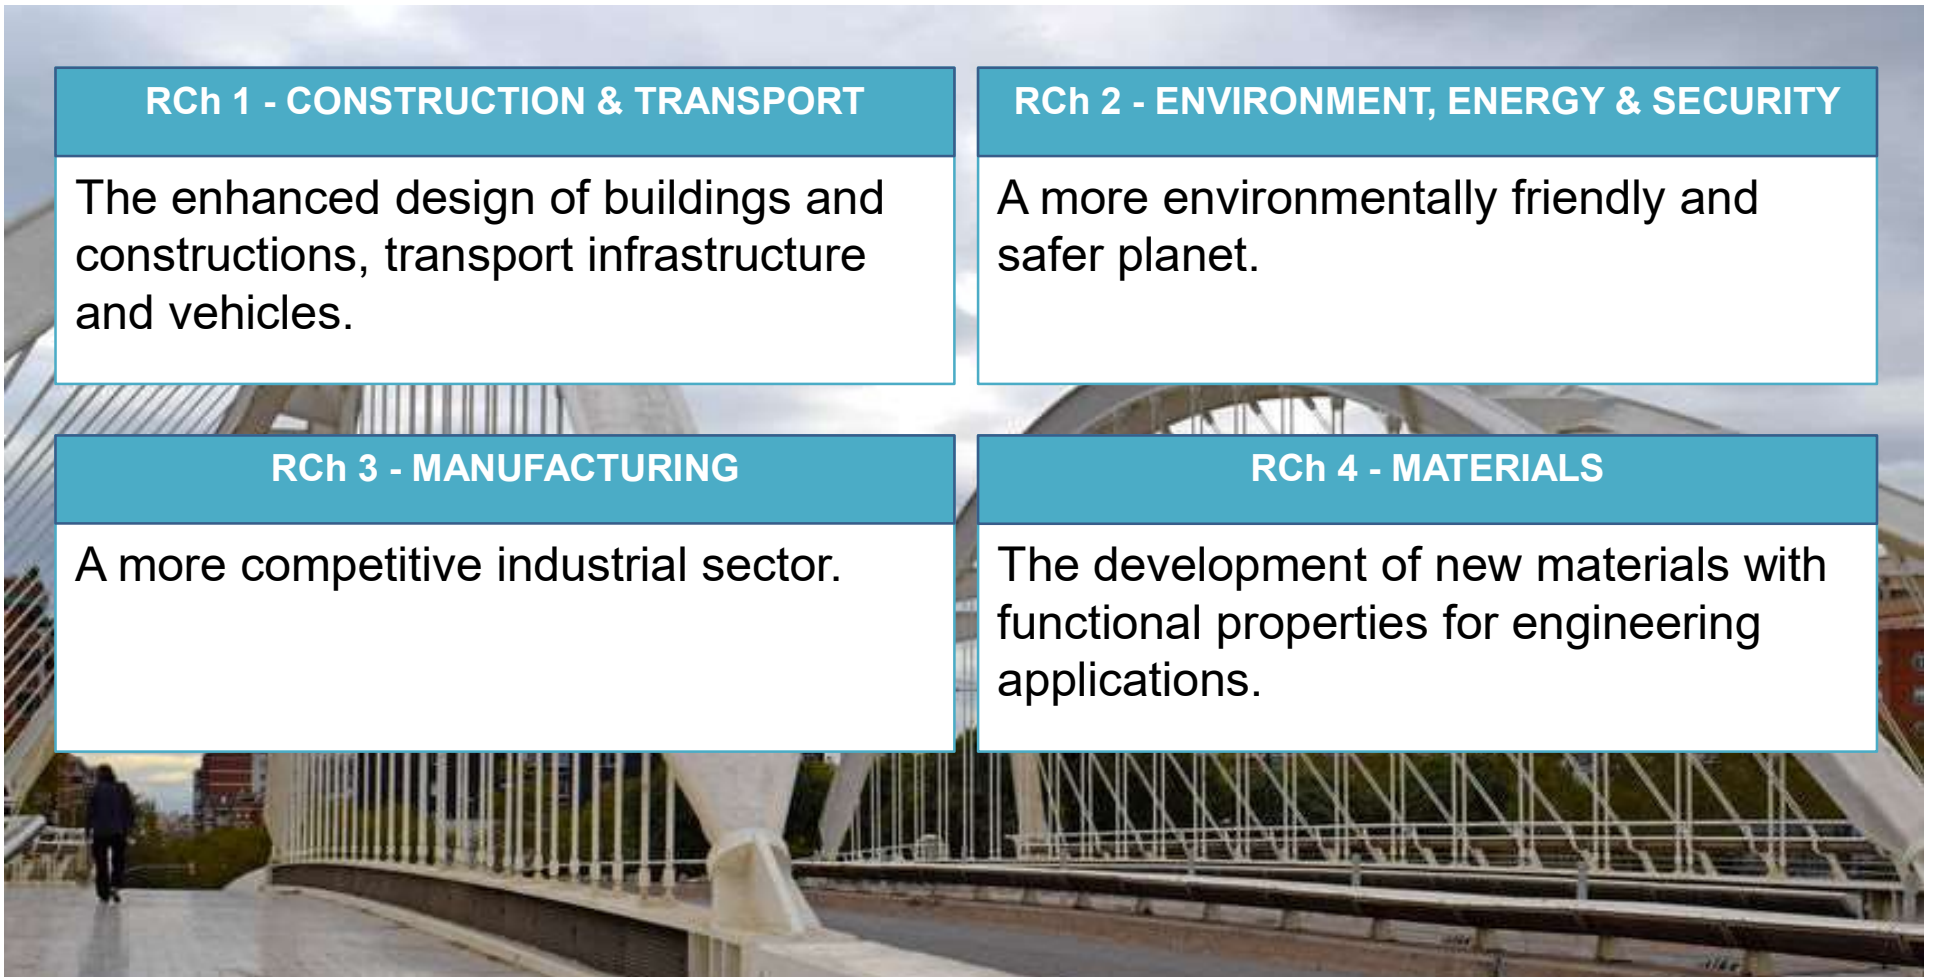 RCh 1 - CONSTRUCTION & TRANSPORT
The enhanced design of buildings and
constructions, transport infrastructure
and vehicles.
RCh 2 - ENVIRONMENT, ENERGY & SECURITY
A more environmentally friendly and
safer planet.
RCh 3 - MANUFACTURING
A more competitive industrial sector.
RCh 4 - MATERIALS
The development of new materials with
functional properties for engineering
applications.